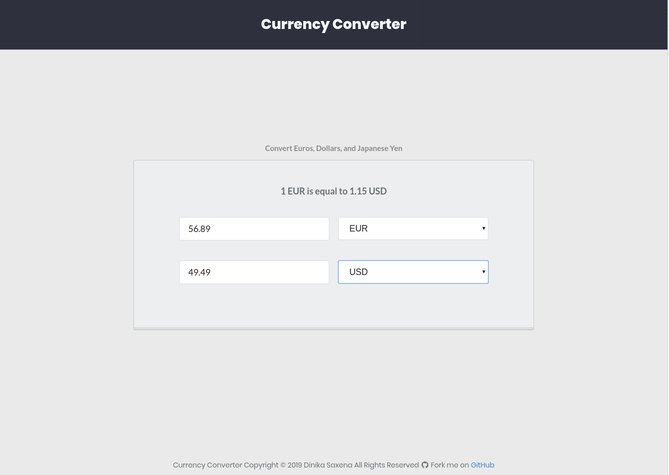 Currency Converter
Convert Euros, Dollars, and Japanese Yen
1 EUR is equal to 1.15 USD
56.89 EUR
49.49 USD
Currency Converter Copyright © 2019 Dinika Saxena All Rights Reserved Fork me on GitHub